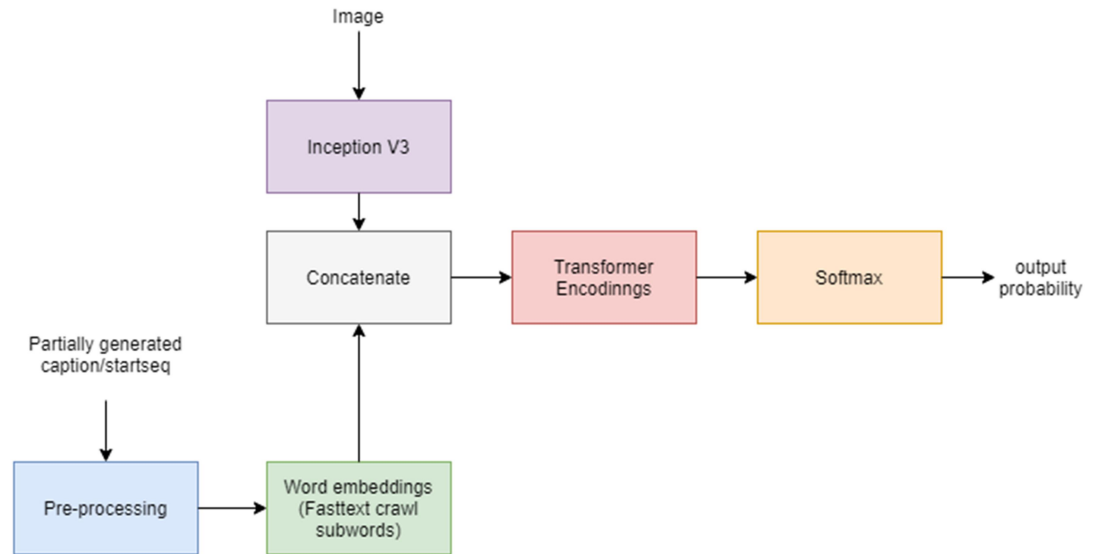 Image
Inception V3
Concatenate
Transformer
Encodinngs
Softmax
output
probability
Partially generated
caption/startseq
Pre-processing
Word embeddings
(Fasttext crawl
subwords)